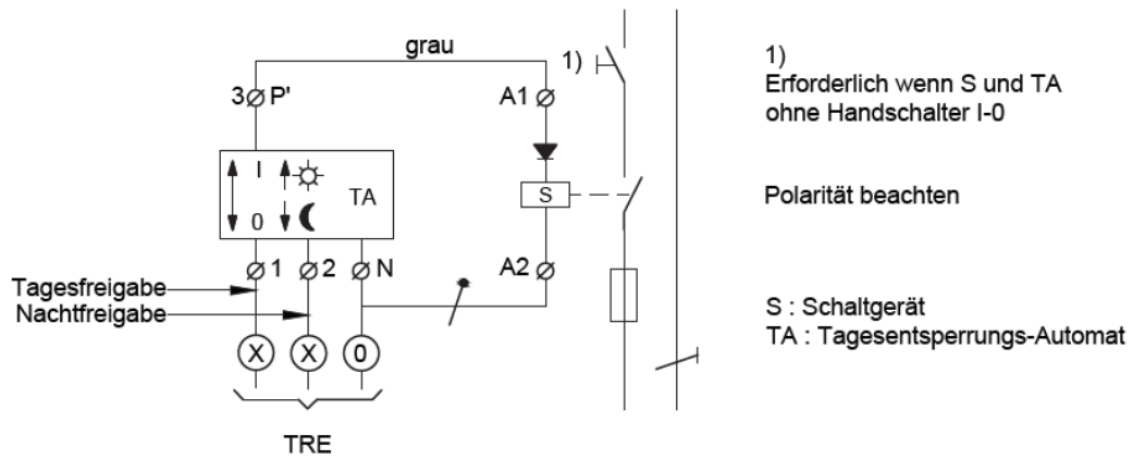 grau
1)
3 P'
A1
I
0
TA
S
1
2
N
A2
Tagesfreigabe
Nachtfreigabe
X
X
0
TRE
1)
Erforderlich wenn S und TA
ohne Handschalter I-0
Polarität beachten
S : Schaltgerät
TA : Tagesentsperrungs-Automat